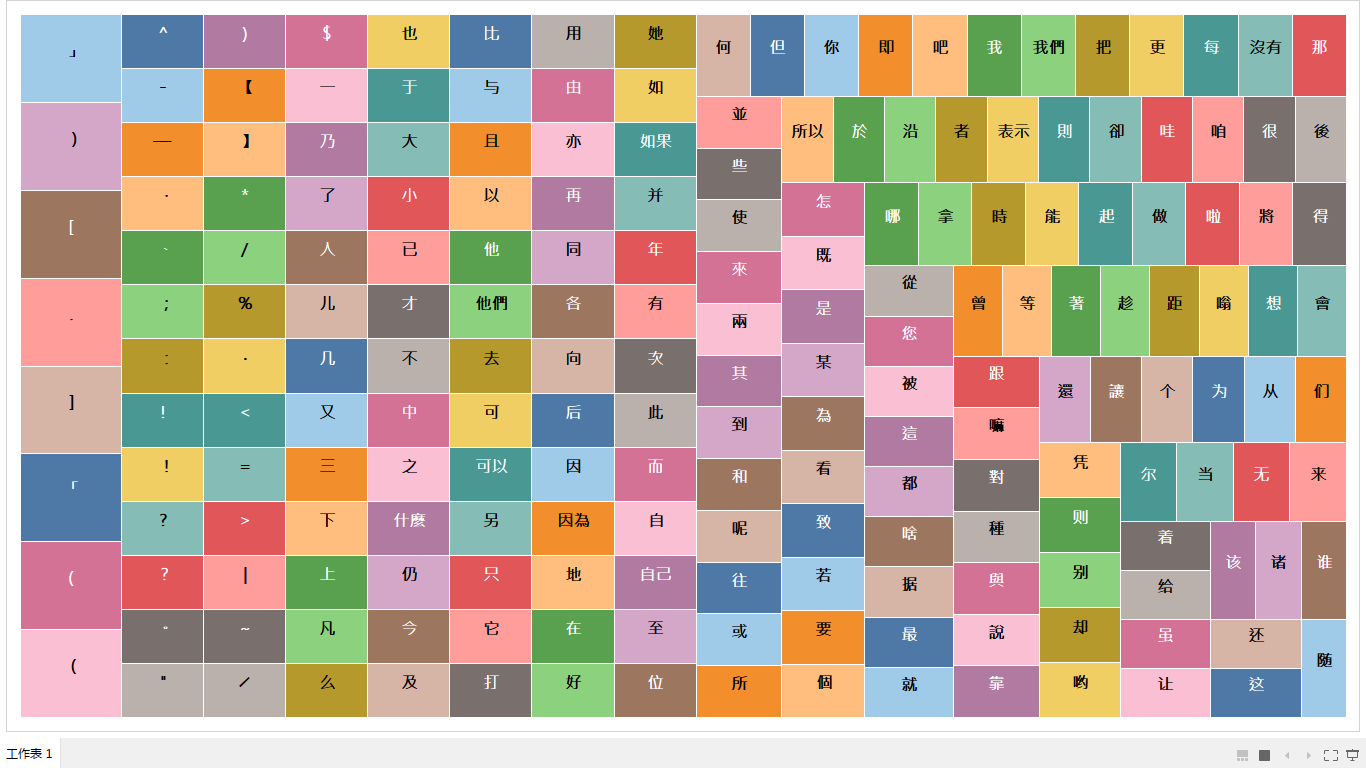 」
)
[
.
]
「
(
(
^
-
—
·
`
;
:
!
!
?
?
"
)
【
】
*
/
%
·
<
=
>
|
~
/
$
一
乃
了
人
儿
几
又
三
下
上
凡
么
也
于
大
小
已
才
不
中
之
什麼
仍
今
及
比
与
且
以
他
他們
去
可
可以
另
只
它
打
用
由
亦
再
同
各
向
后
因
因為
地
在
好
她
如
如果
并
年
有
次
此
而
自
自己
至
位
何
但
你
即
吧
我
我們
把
更
每
沒有
那
並
些
使
來
兩
其
到
和
呢
往
或
所
所以
於
沿
者
表示
則
卻
哇
咱
很
後
怎
既
是
某
為
看
致
若
要
個
哪
拿
時
能
起
做
啦
將
得
從
您
被
這
都
啥
据
最
就
曾
等
著
趁
距
嗡
想
會
跟
嘛
對
種
與
說
靠
還
讓
个
为
从
们
凭
则
别
却
哟
尔
当
无
来
着
给
虽
让
该
诸
谁
还
这
随
工作表 1